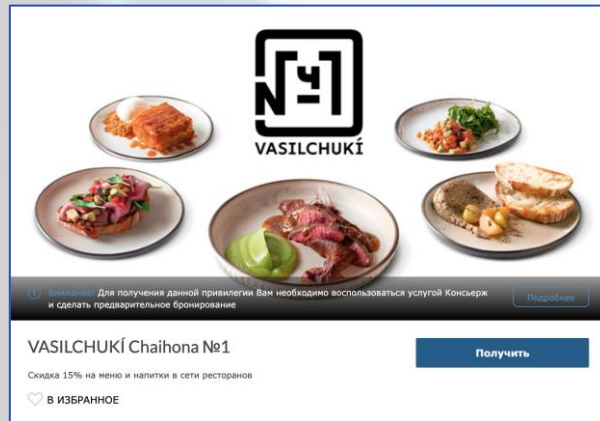 №Ч1
VASILCHUKÍ
Внимание! Для получения данной привилегии Вам необходимо воспользоваться услугой Консьерж
и сделать предварительное бронирование
Подробнее
VASILCHUKÍ Chaihona №1
Получить
Скидка 15% на меню и напитки в сети ресторанов
В ИЗБРАННОЕ